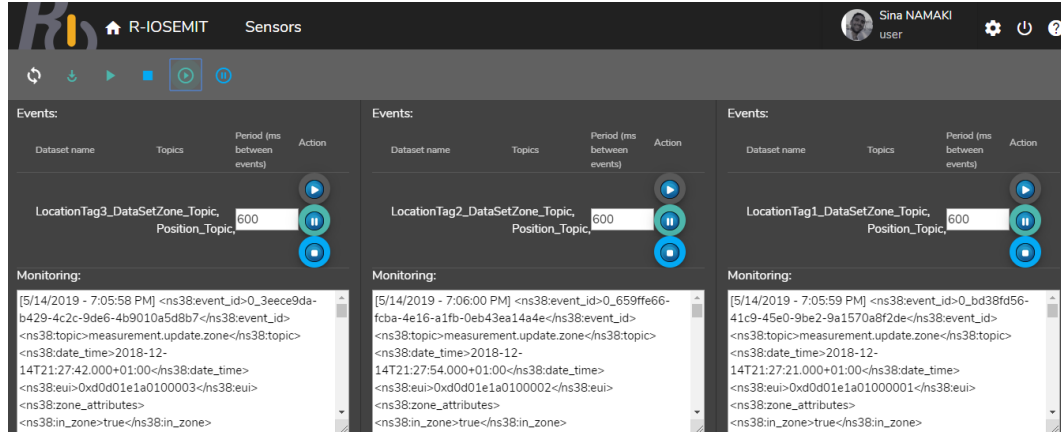 RIO R-IOSEMIT Sensors
Sina NAMAKI
user
?
Events:
Dataset name Topics Period (ms between events) Action
LocationTag3_DataSetZone_Topic,
Position_Topic,
600
Monitoring:
[5/14/2019 - 7:05:58 PM] <ns38:event_id>0_3eece9da-
b429-4c2c-9de6-4b9010a5d8b7</ns38:event_id>
<ns38:topic>measurement.update.zone</ns38:topic>
<ns38:date_time>2018-12-
14T21:27:42.000+01:00</ns38:date_time>
<ns38:eui>0xd0d01e1a0100003</ns38:eui>
<ns38:zone_attributes>
<ns38:in_zone>true</ns38:in_zone>
Events:
Dataset name Topics Period (ms between events) Action
LocationTag2_DataSetZone_Topic,
Position_Topic,
600
Monitoring:
[5/14/2019 - 7:06:00 PM] <ns38:event_id>0_659ffe66-
fcba-4e16-a1fb-0eb43ea14a4e</ns38:event_id>
<ns38:topic>measurement.update.zone</ns38:topic>
<ns38:date_time>2018-12-
14T21:27:54.000+01:00</ns38:date_time>
<ns38:eui>0xd0d01e1a0100002</ns38:eui>
<ns38:zone_attributes>
<ns38:in_zone>true</ns38:in_zone>
Events:
Dataset name Topics Period (ms between events) Action
LocationTag1_DataSetZone_Topic,
Position_Topic,
600
Monitoring:
[5/14/2019 - 7:05:59 PM] <ns38:event_id>0_bd38fd56-
41c9-45e0-9be2-9a1570a8f2de</ns38:event_id>
<ns38:topic>measurement.update.zone</ns38:topic>
<ns38:date_time>2018-12-
14T21:27:21.000+01:00</ns38:date_time>
<ns38:eui>0xd0d01e1a01000001</ns38:eui>
<ns38:zone_attributes>
<ns38:in_zone>true</ns38:in_zone>